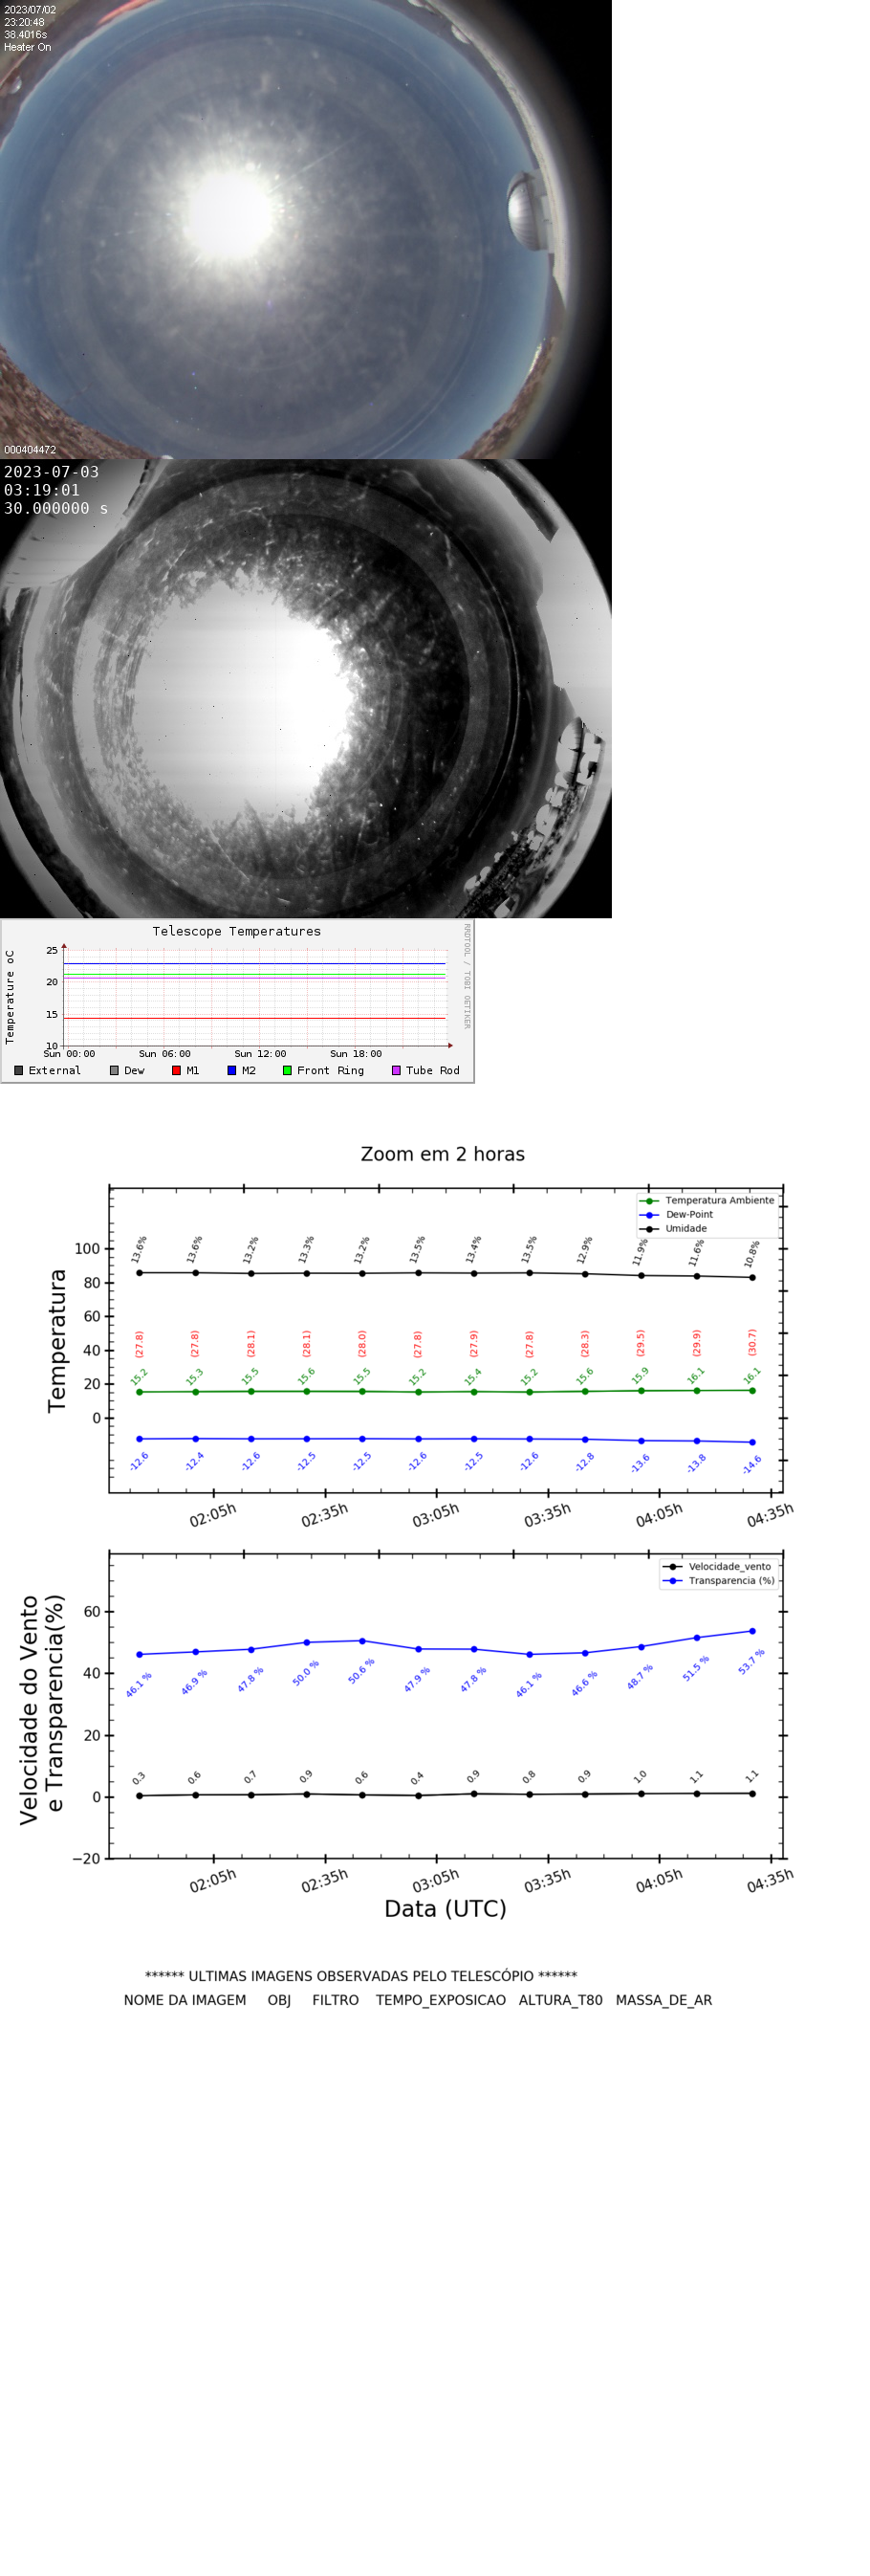 2023/07/02
23:20:48
38.4016s
Heater On
000404472
2023-07-03
03:19:01
30.000000 s
Telescope Temperatures
RRDTOOL / TOBI OETIKER
Temperature oC
25
20
15
10
Sun 00:00 Sun 06:00 Sun 12:00 Sun 18:00
External Dew M1 M2 Front Ring Tube Rod
Zoom em 2 horas
Temperatura Ambiente
Dew-Point
Umidade
Temperatura
100
80
60
40
20
0
13.6% 13.6% 13.2% 13.3% 13.2% 13.5% 13.4% 13.5% 12.9% 11.9% 11.6% 10.8%
(27.8) (27.8) (28.1) (28.1) (28.0) (27.8) (27.9) (27.8) (28.3) (29.5) (29.9) (30.7)
15.2 15.3 15.5 15.6 15.5 15.2 15.4 15.2 15.6 15.9 16.1 16.1
-12.6 -12.4 -12.6 -12.5 -12.5 -12.6 -12.5 -12.6 -12.8 -13.6 -13.8 -14.6
02:05h 02:35h 03:05h 03:35h 04:05h 04:35h
Velocidade_vento
Transparencia (%)
Velocidade do Vento
e Transparencia(%)
60
40
20
0
−20
46.1 % 46.9 % 47.8 % 50.0 % 50.6 % 47.9 % 47.8 % 46.1 % 46.6 % 48.7 % 51.5 % 53.7 %
0.3 0.6 0.7 0.9 0.6 0.4 0.9 0.8 0.9 1.0 1.1 1.1
02:05h 02:35h 03:05h 03:35h 04:05h 04:35h
Data (UTC)
****** ULTIMAS IMAGENS OBSERVADAS PELO TELESCÓPIO ******
NOME DA IMAGEM OBJ FILTRO TEMPO_EXPOSICAO ALTURA_T80 MASSA_DE_AR